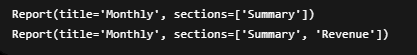 Report(title='Monthly', sections=['Summary'])
Report(title='Monthly', sections=['Summary', 'Revenue'])